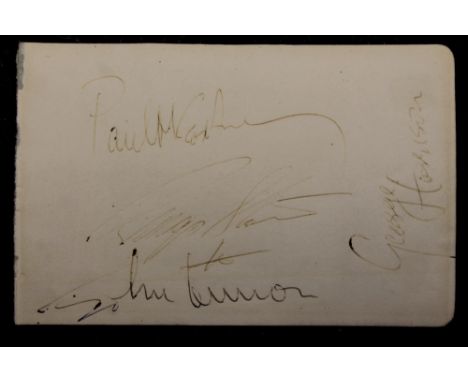 Paul McCartney
Ringo Starr
John Lennon
George Harrison